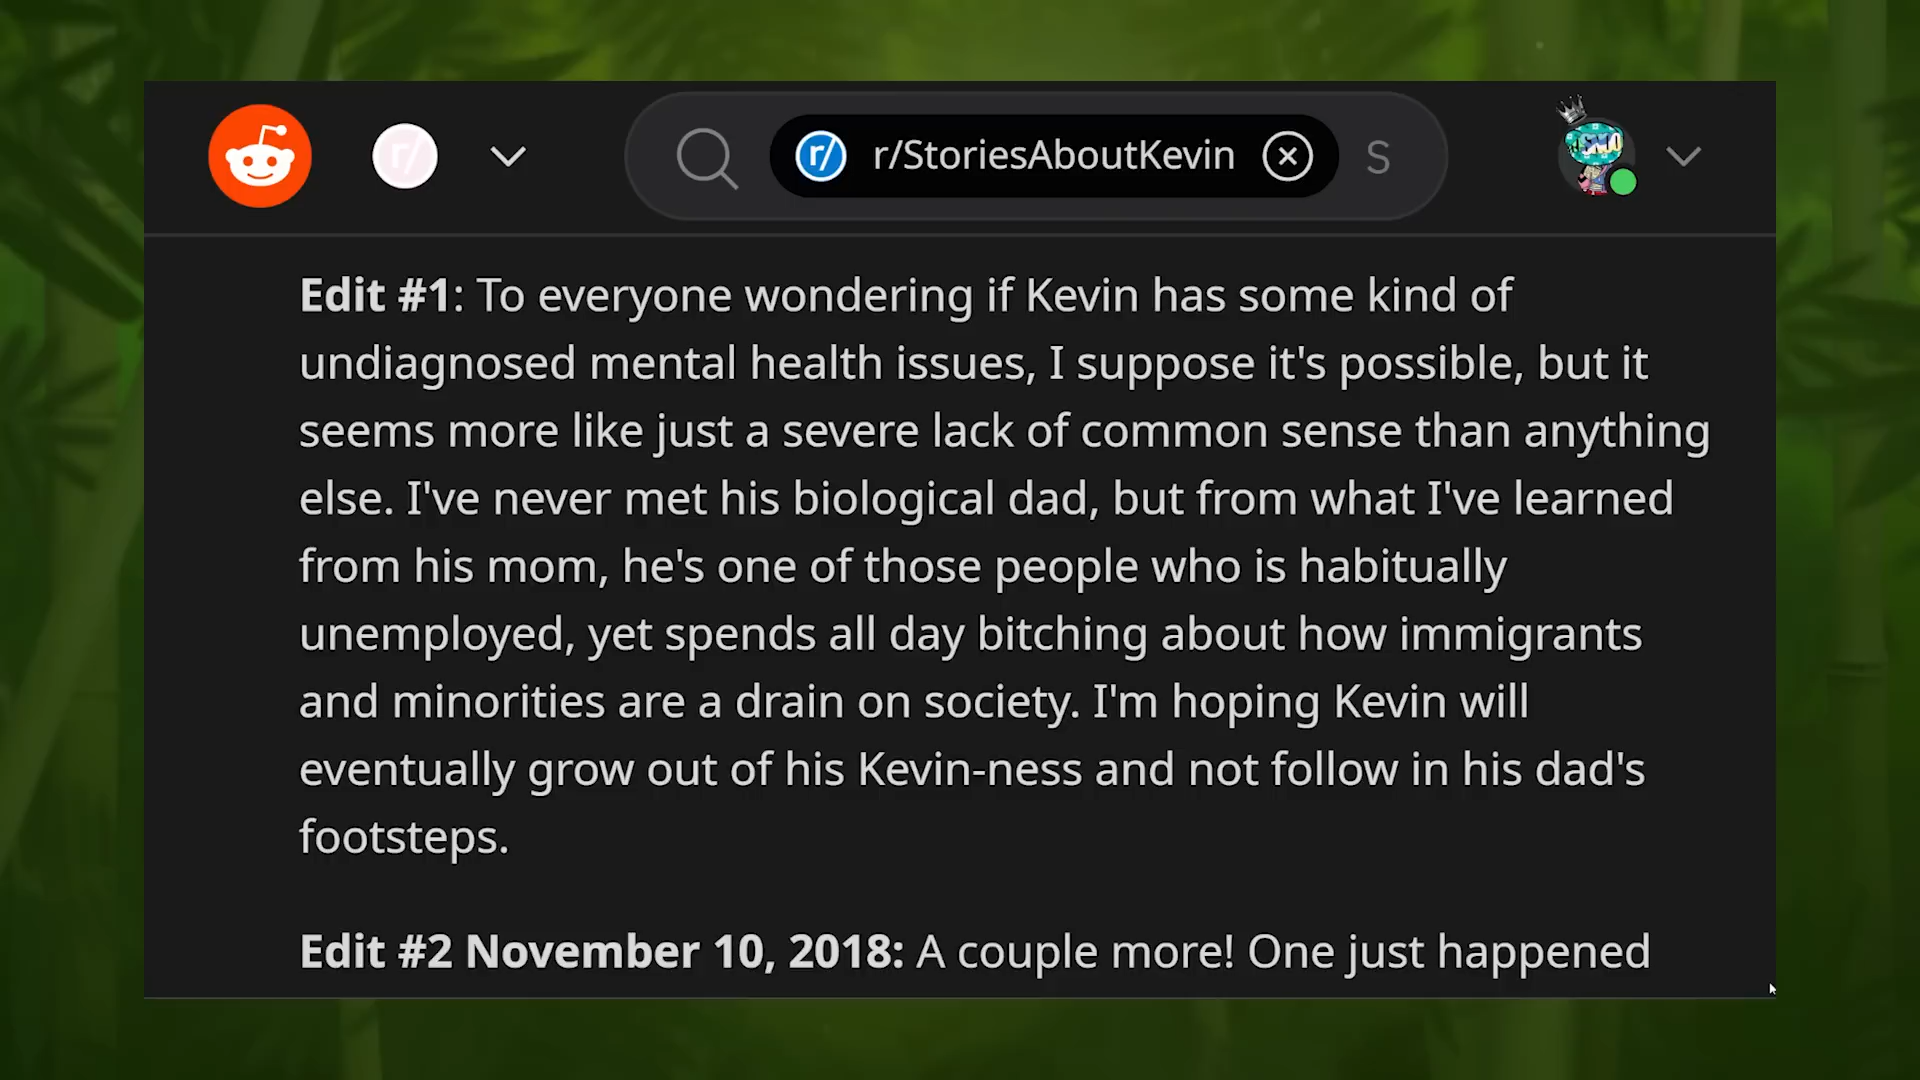 r/
r/ r/StoriesAboutKevin S
Edit #1: To everyone wondering if Kevin has some kind of
undiagnosed mental health issues, I suppose it's possible, but it
seems more like just a severe lack of common sense than anything
else. I've never met his biological dad, but from what I've learned
from his mom, he's one of those people who is habitually
unemployed, yet spends all day bitching about how immigrants
and minorities are a drain on society. I'm hoping Kevin will
eventually grow out of his Kevin-ness and not follow in his dad's
footsteps.
Edit #2 November 10, 2018: A couple more! One just happened